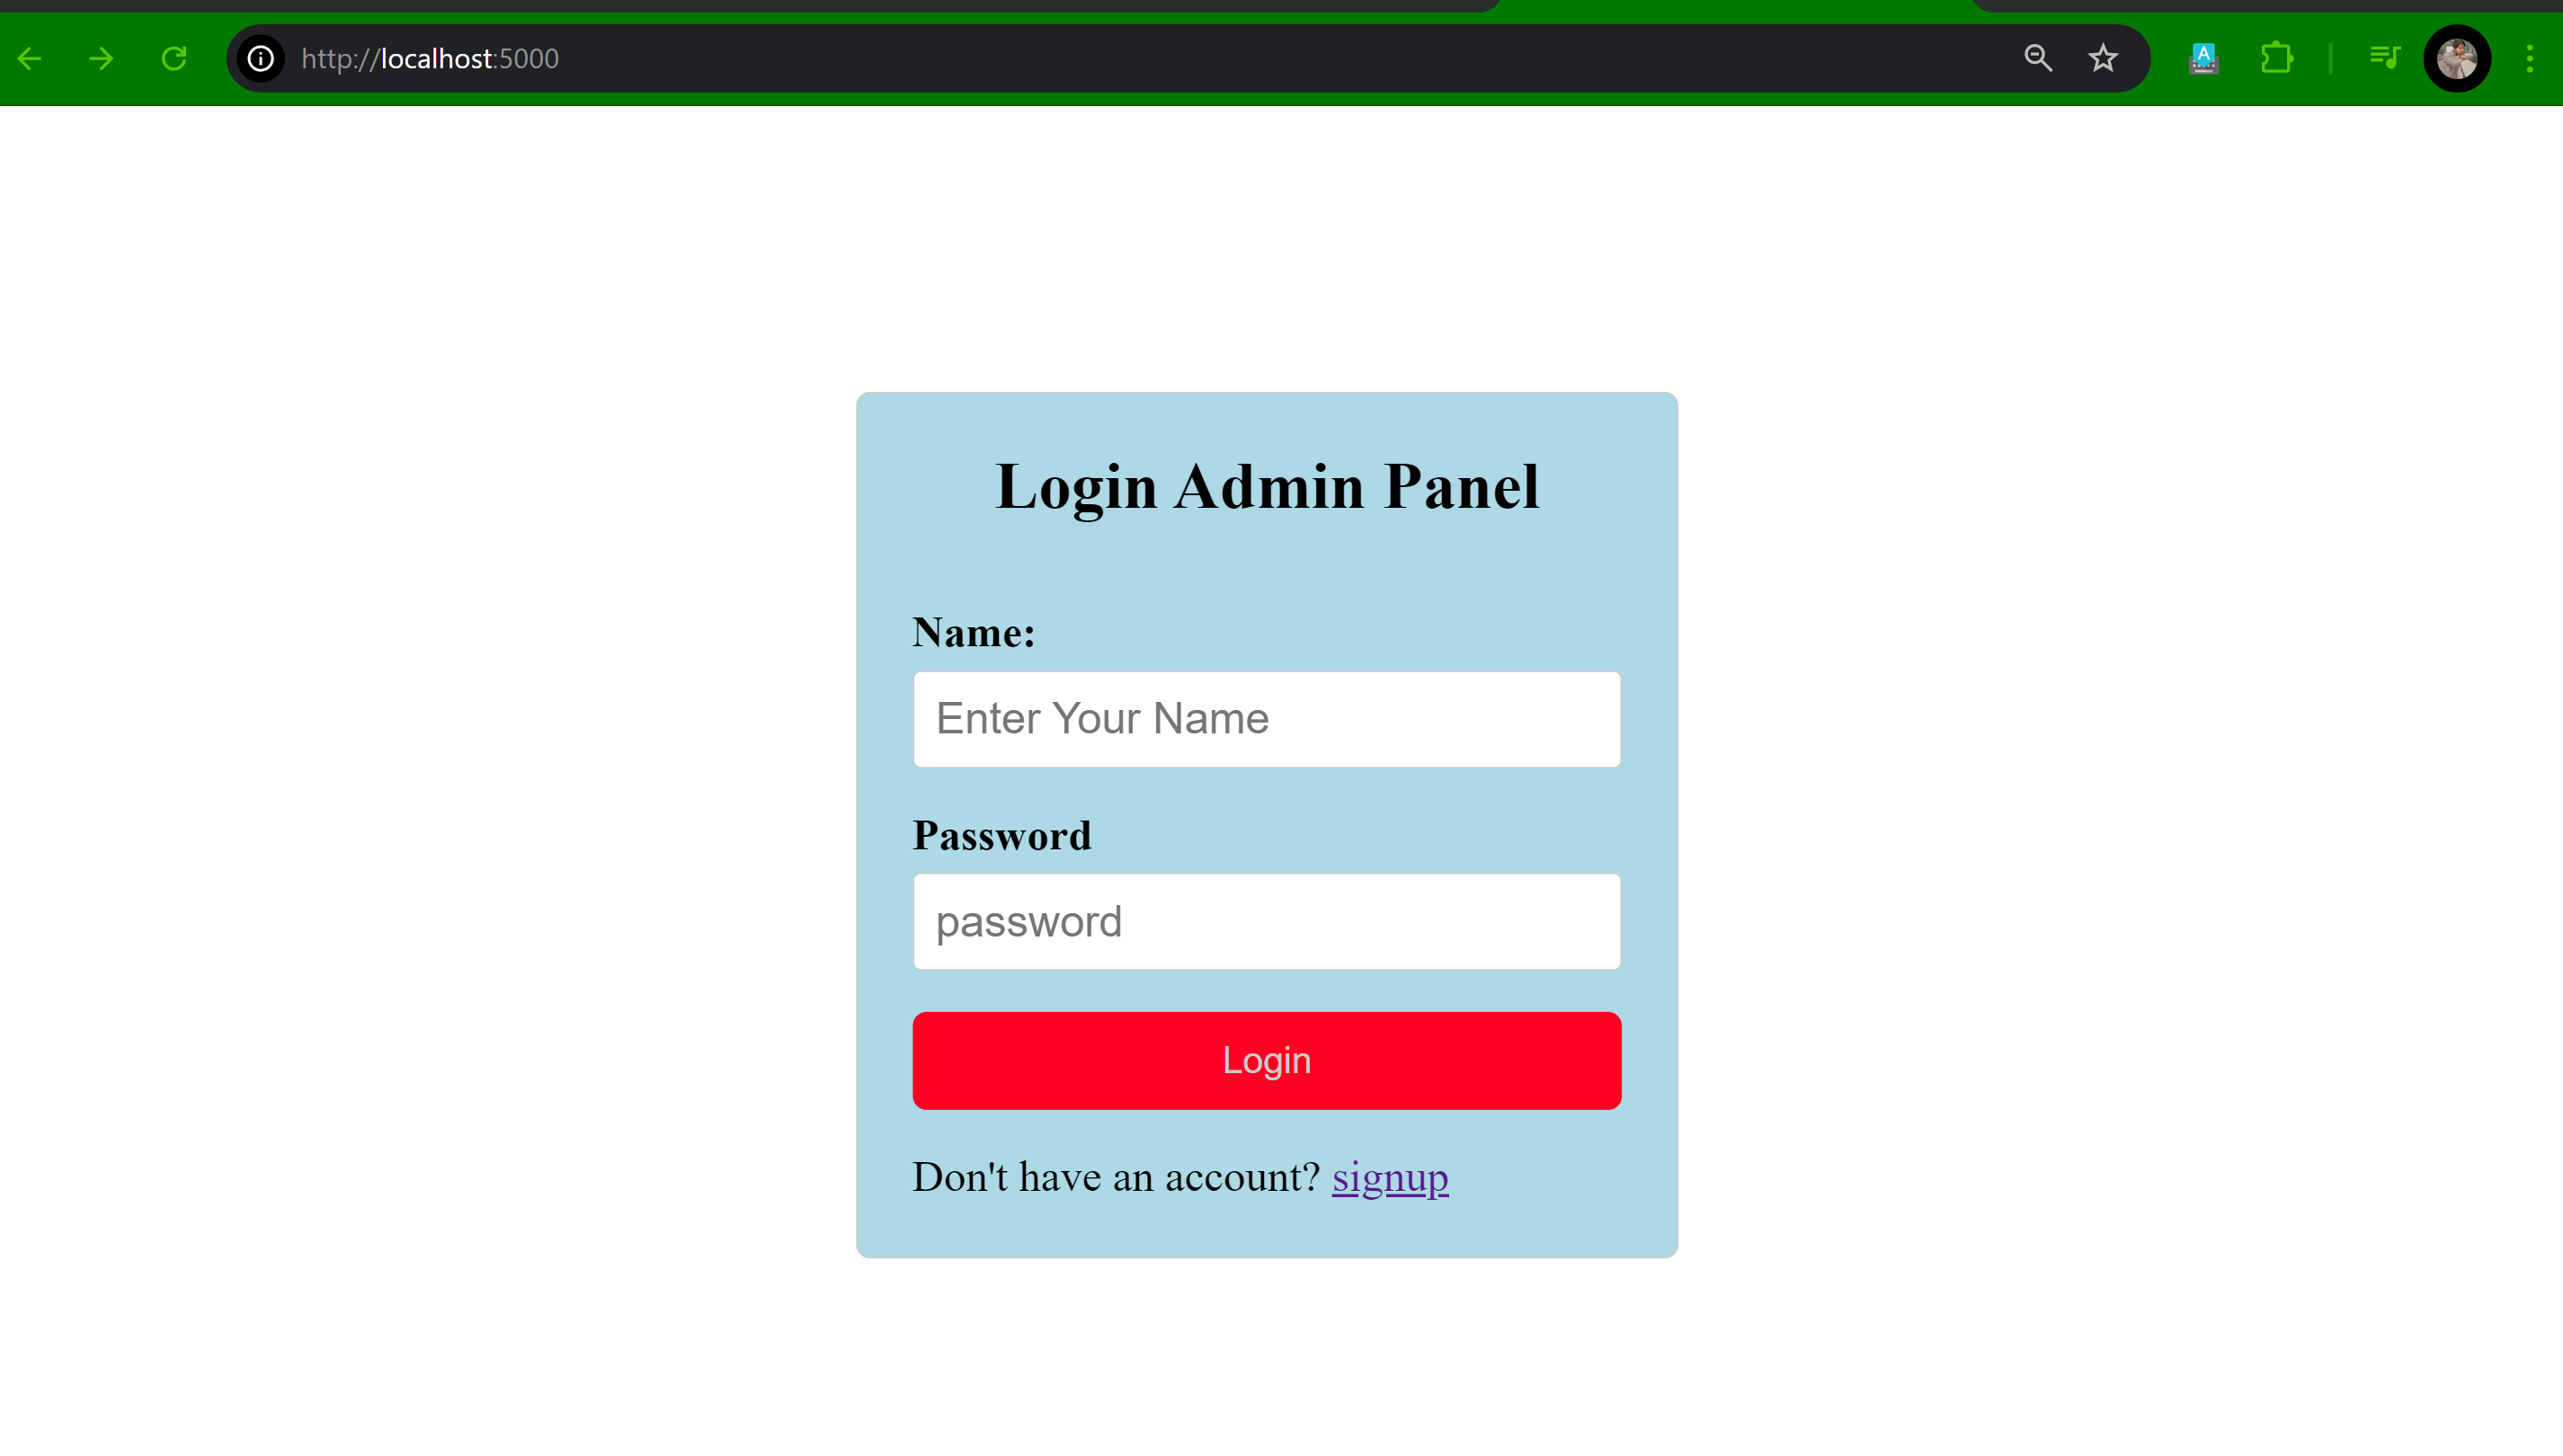 http://localhost:5000
Login Admin Panel
Name:
Enter Your Name
Password
password
Login
Don't have an account? signup